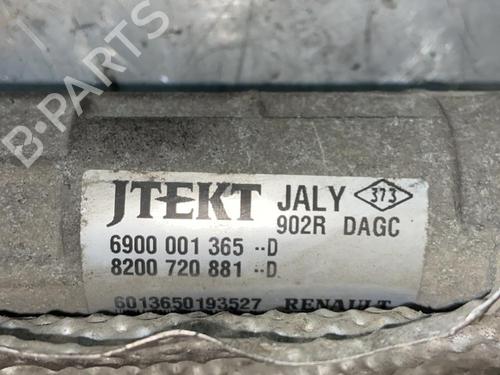 B-PARTS
JTEKT JALY 373
902R DAGC
6900 001 365 --D
8200 720 881 --D
6013650193527 RENAULT